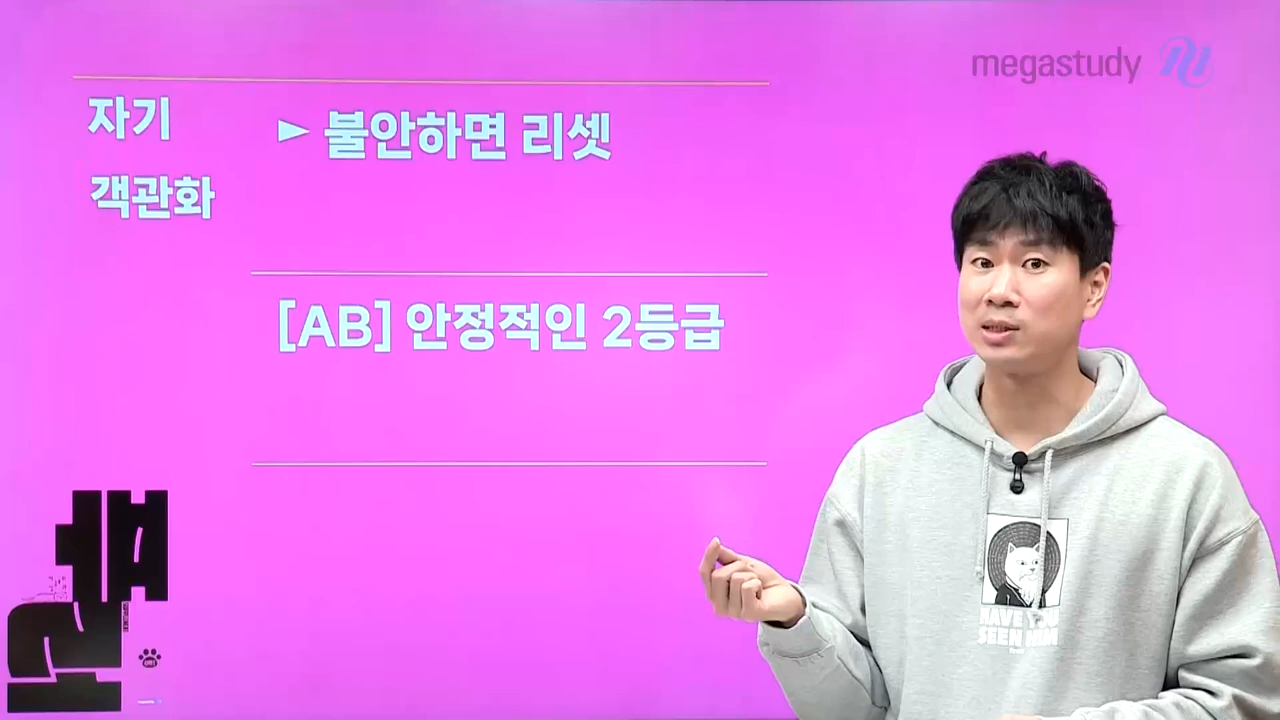 megastudy
자기
객관화
► 불안하면 리셋
[AB] 안정적인 2등급
HAVE YOU
SEEN HIM